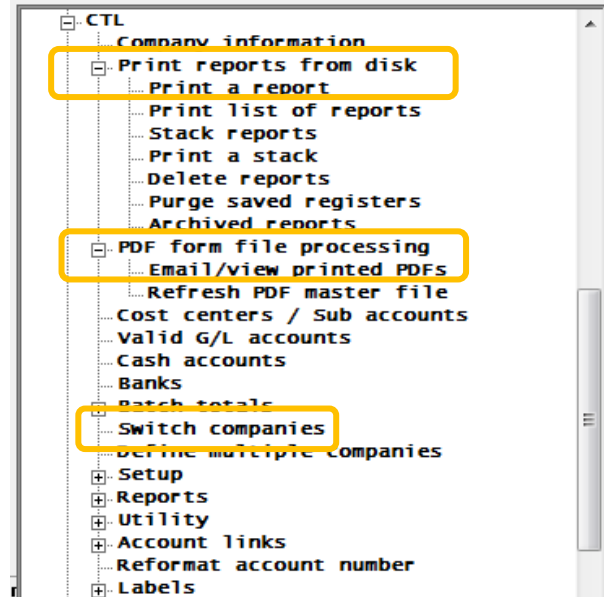 CTL
Company information
Print reports from disk
Print a report
Print list of reports
Stack reports
Print a stack
Delete reports
Purge saved registers
Archived reports
PDF form file processing
Email/view printed PDFs
Refresh PDF master file
Cost centers / Sub accounts
Valid G/L accounts
Cash accounts
Banks
Batch totals
Switch companies
Define multiple companies
Setup
Reports
Utility
Account links
Reformat account number
Labels